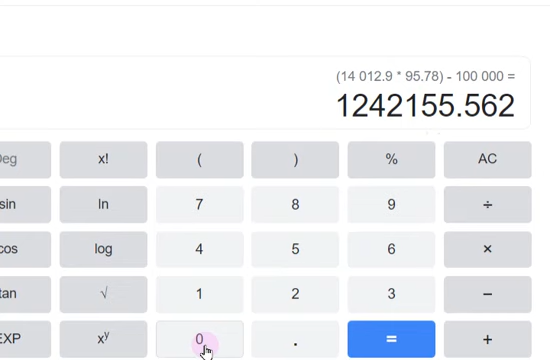 (14 012.9 * 95.78) - 100 000 =
1242155.562
Deg x! ( ) % AC
sin ln 7 8 9 ÷
cos log 4 5 6 ×
tan √ 1 2 3 −
EXP xʸ 0 . = +